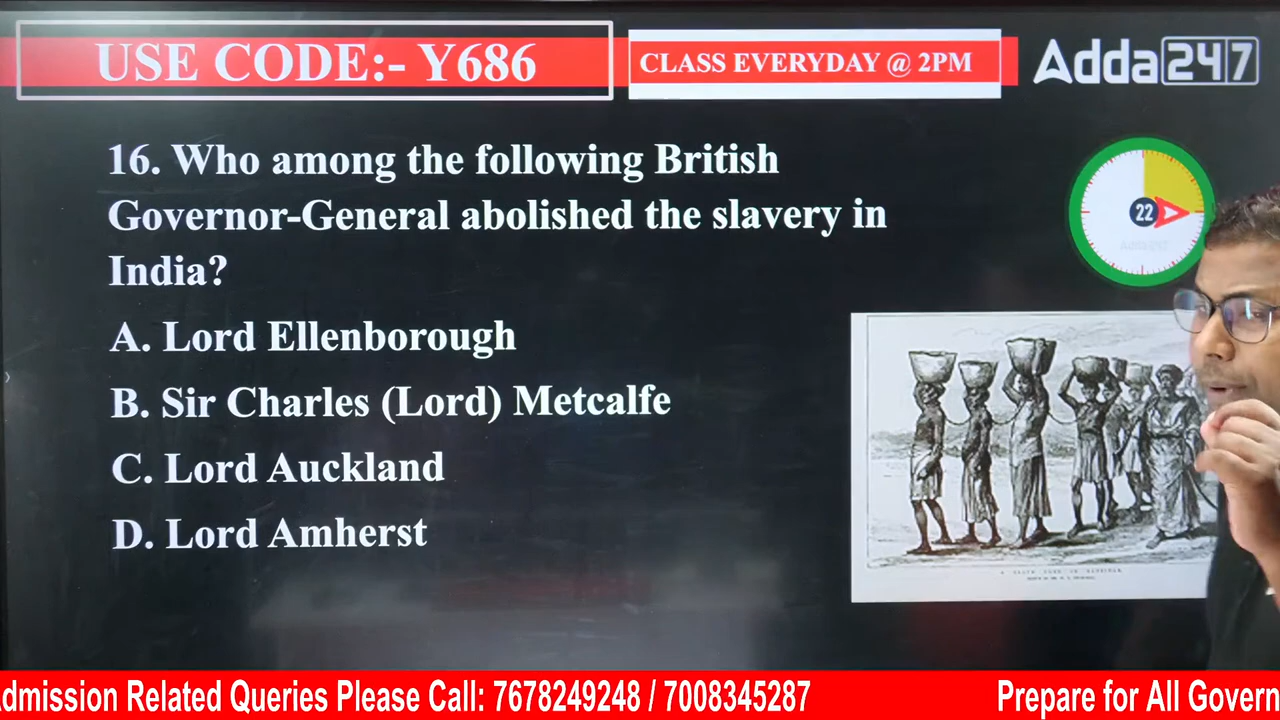 USE CODE:- Y686
CLASS EVERYDAY @ 2PM
Adda247
16. Who among the following British
Governor-General abolished the slavery in
India?
22
A. Lord Ellenborough
B. Sir Charles (Lord) Metcalfe
C. Lord Auckland
D. Lord Amherst
dmission Related Queries Please Call: 7678249248 / 7008345287
Prepare for All Govern